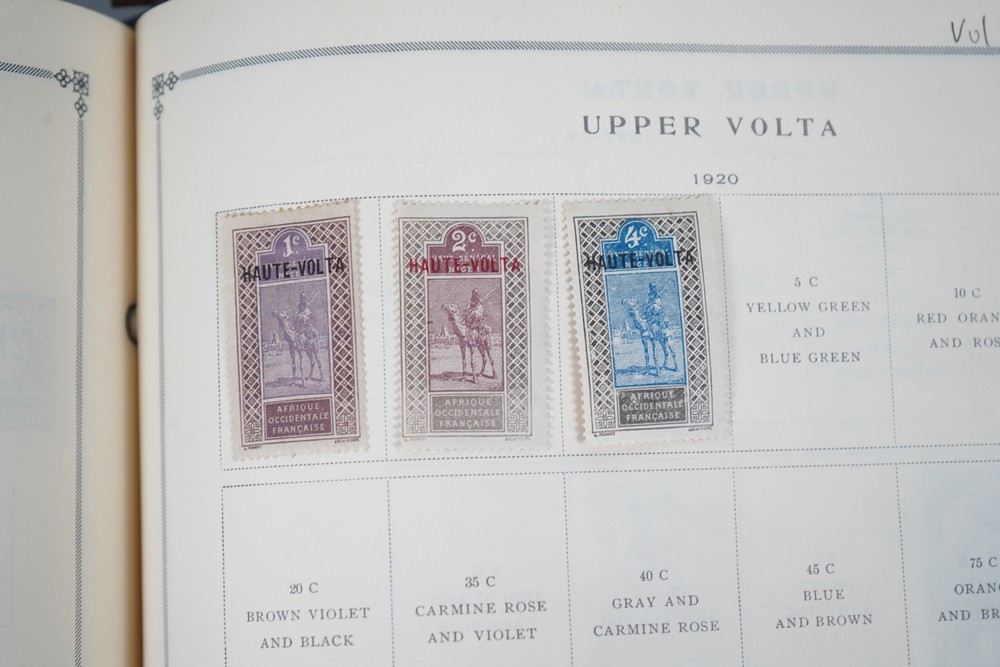 Vol
UPPER VOLTA
1920
1c
HAUTE-VOLTA
AFRIQUE
OCCIDENTALE
FRANÇAISE
2c
HAUTE-VOLTA
AFRIQUE
OCCIDENTALE
FRANÇAISE
4c
HAUTE-VOLTA
AFRIQUE
OCCIDENTALE
FRANÇAISE
5 C
YELLOW GREEN
AND
BLUE GREEN
10 C
RED ORAN
AND ROS
20 C
BROWN VIOLET
AND BLACK
35 C
CARMINE ROSE
AND VIOLET
40 C
GRAY AND
CARMINE ROSE
45 C
BLUE
AND BROWN
75 C
ORAN
AND BR